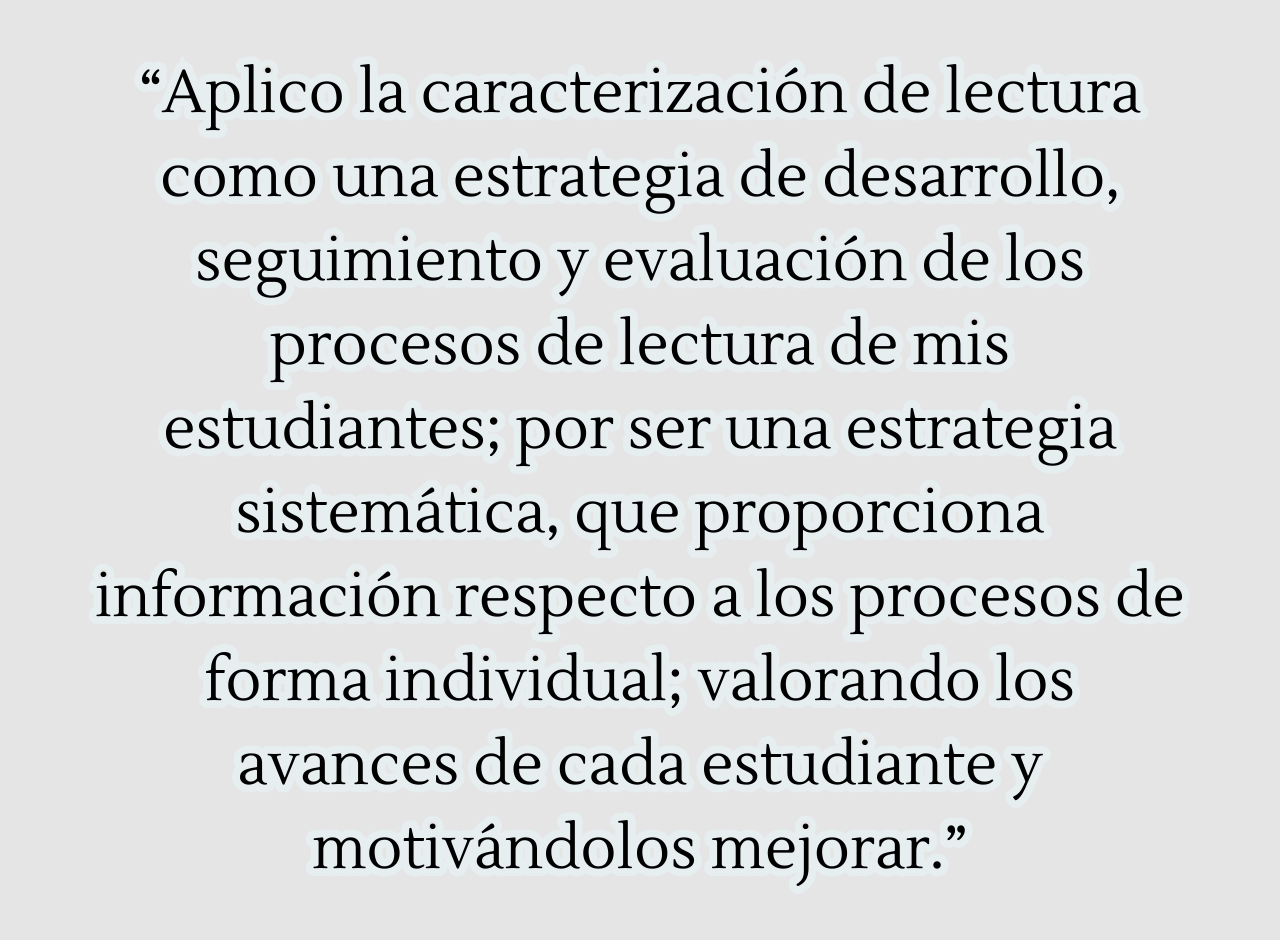 “Aplico la caracterización de lectura
como una estrategia de desarrollo,
seguimiento y evaluación de los
procesos de lectura de mis
estudiantes; por ser una estrategia
sistemática, que proporciona
información respecto a los procesos de
forma individual; valorando los
avances de cada estudiante y
motivándolos mejorar.”